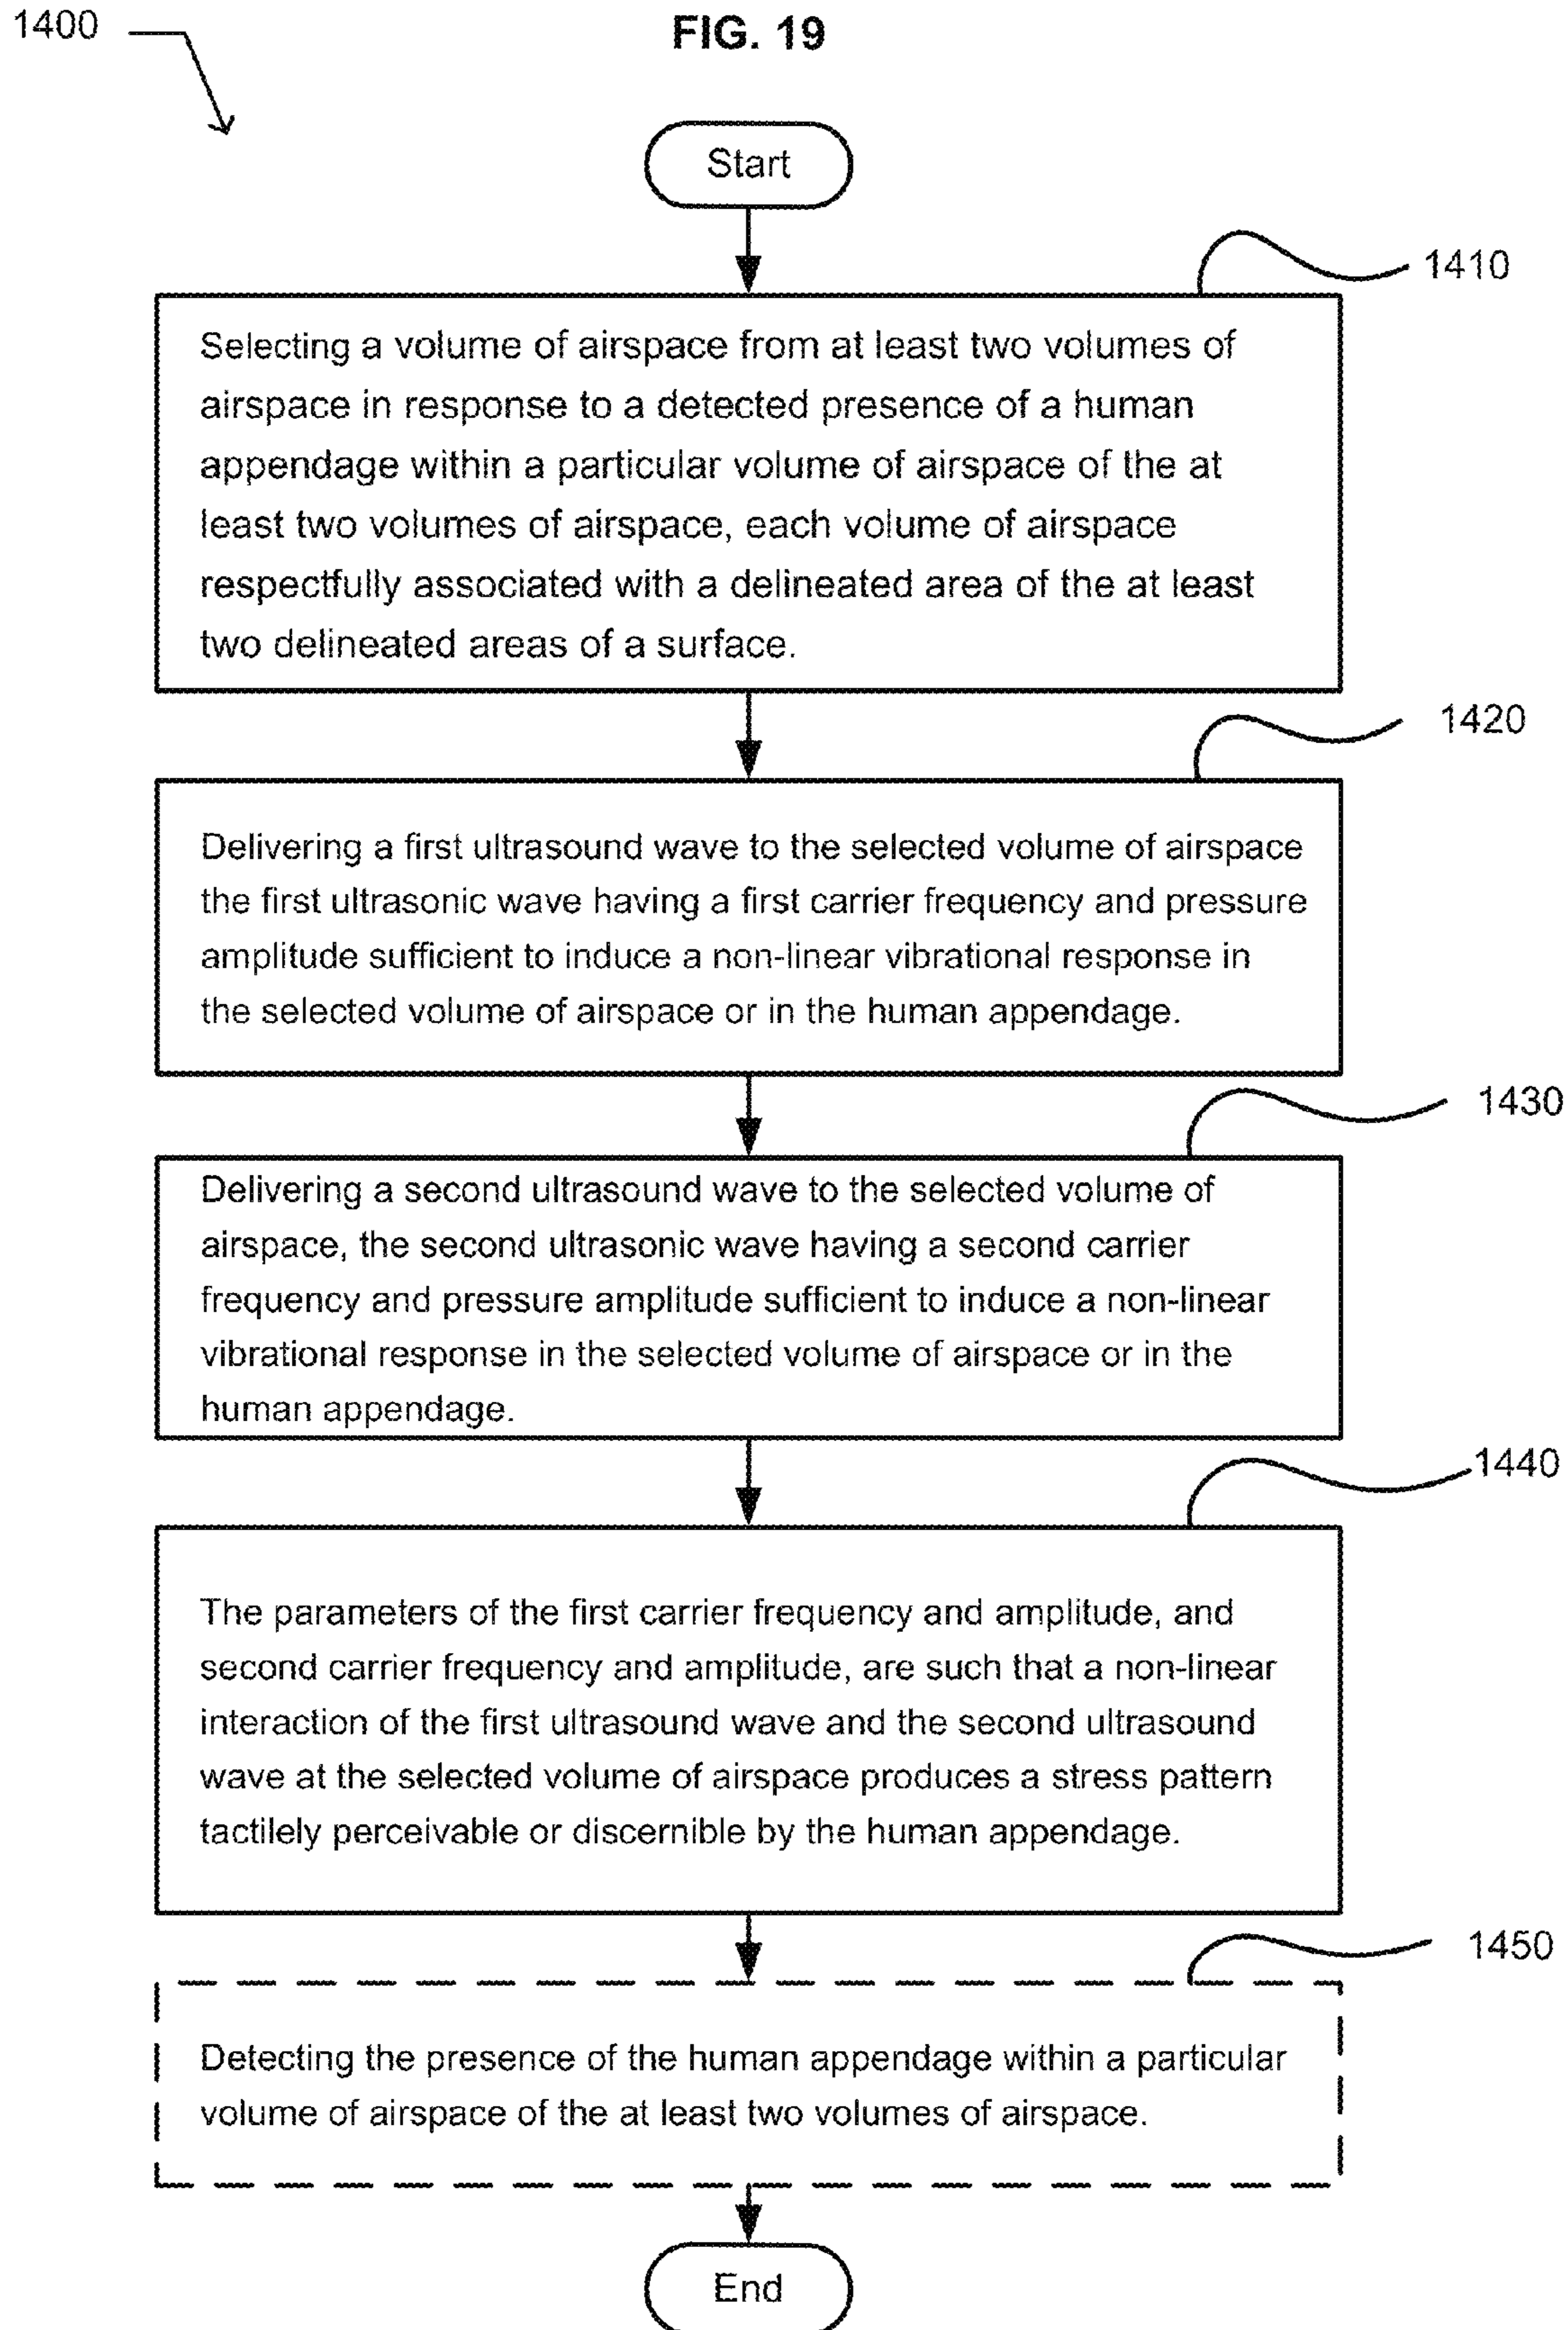 1400
FIG. 19
Start
1410
Selecting a volume of airspace from at least two volumes of
airspace in response to a detected presence of a human
appendage within a particular volume of airspace of the at
least two volumes of airspace, each volume of airspace
respectfully associated with a delineated area of the at least
two delineated areas of a surface.
1420
Delivering a first ultrasound wave to the selected volume of airspace
the first ultrasonic wave having a first carrier frequency and pressure
amplitude sufficient to induce a non-linear vibrational response in
the selected volume of airspace or in the human appendage.
1430
Delivering a second ultrasound wave to the selected volume of
airspace, the second ultrasonic wave having a second carrier
frequency and pressure amplitude sufficient to induce a non-linear
vibrational response in the selected volume of airspace or in the
human appendage.
1440
The parameters of the first carrier frequency and amplitude, and
second carrier frequency and amplitude, are such that a non-linear
interaction of the first ultrasound wave and the second ultrasound
wave at the selected volume of airspace produces a stress pattern
tactilely perceivable or discernible by the human appendage.
1450
Detecting the presence of the human appendage within a particular
volume of airspace of the at least two volumes of airspace.
End